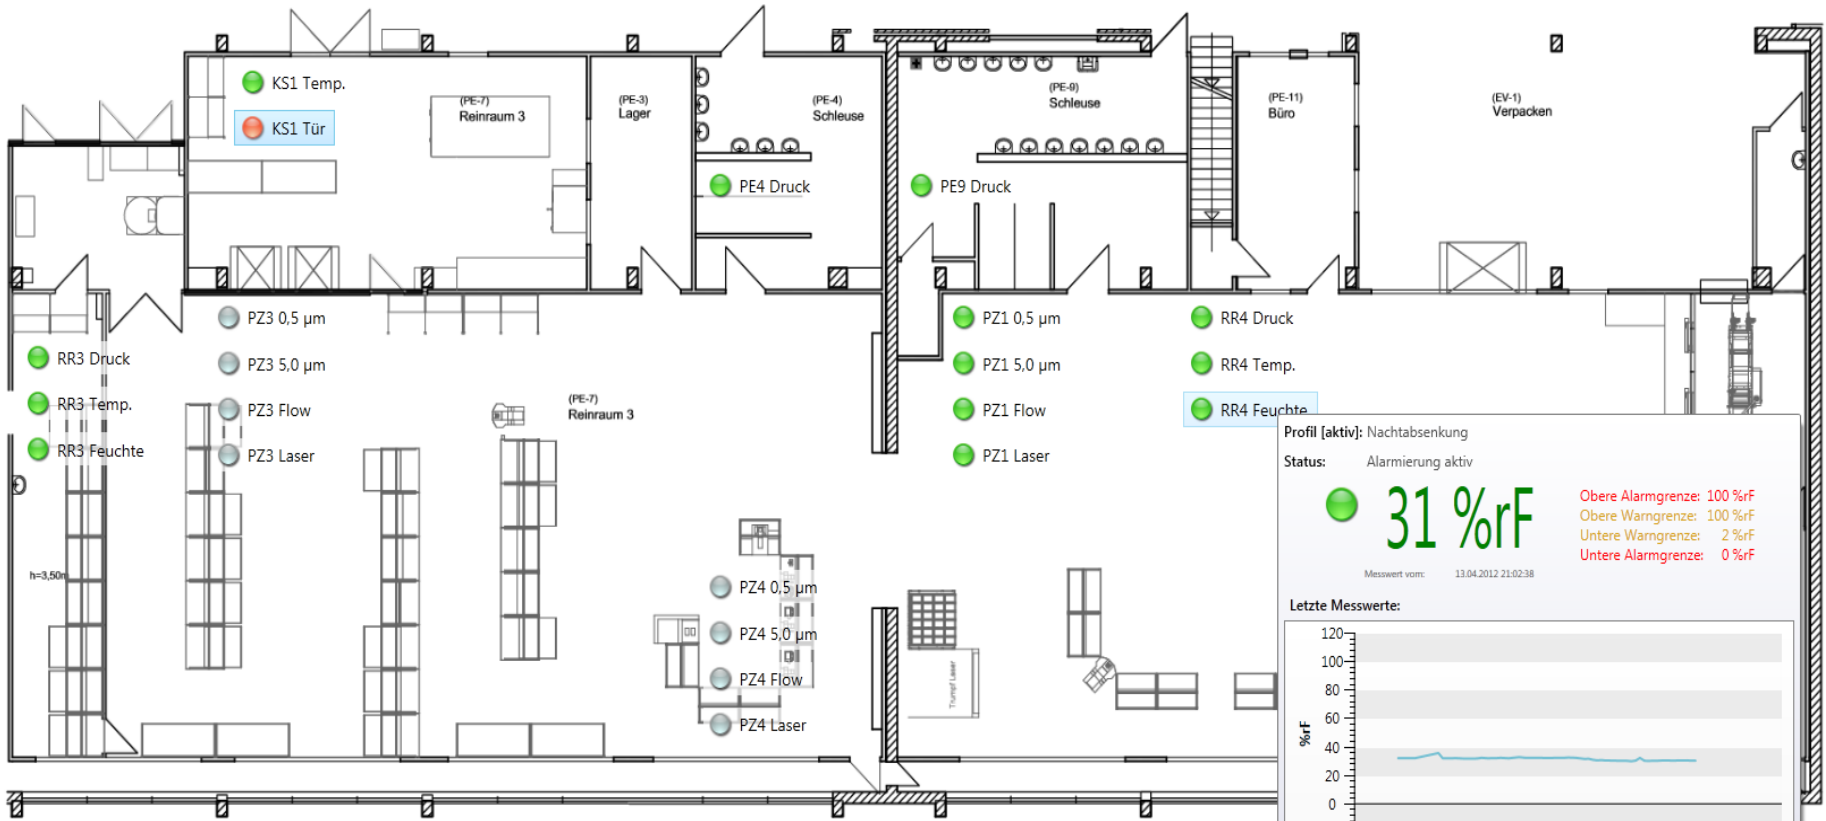 KS1 Temp.
KS1 Tür
(PE-7)
Reinraum 3
(PE-3)
Lager
(PE-4)
Schleuse
PE4 Druck
(PE-9)
Schleuse
PE9 Druck
(PE-11)
Büro
(EV-1)
Verpacken
RR3 Druck
RR3 Temp.
RR3 Feuchte
h=3,50m
PZ3 0,5 µm
PZ3 5,0 µm
PZ3 Flow
PZ3 Laser
(PE-7)
Reinraum 3
PZ4 0,5 µm
PZ4 5,0 µm
PZ4 Flow
PZ4 Laser
PZ1 0,5 µm
PZ1 5,0 µm
PZ1 Flow
PZ1 Laser
Trumpf Laser
RR4 Druck
RR4 Temp.
RR4 Feuchte
Profil [aktiv]: Nachtabsenkung
Status: Alarmierung aktiv
31 %rF
Obere Alarmgrenze: 100 %rF
Obere Warngrenze: 100 %rF
Untere Warngrenze: 2 %rF
Untere Alarmgrenze: 0 %rF
Messwert vom: 13.04.2012 21:02:38
Letzte Messwerte:
120
100
80
60
40
20
0
%rF